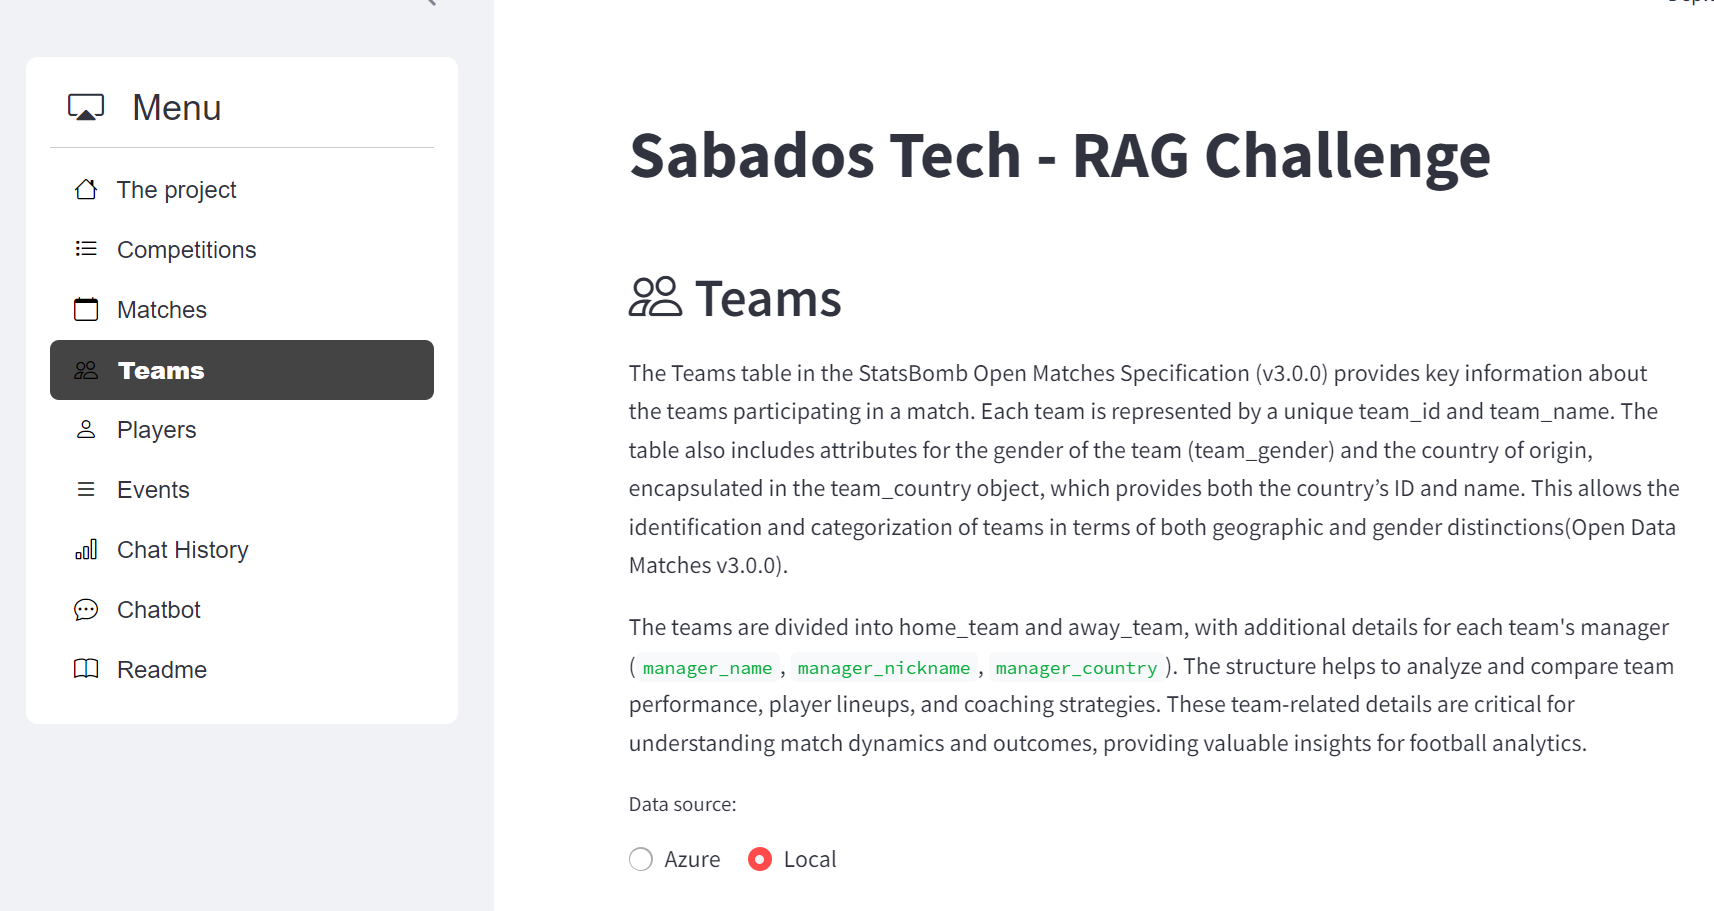 Menu
The project
Competitions
Matches
Teams
Players
Events
Chat History
Chatbot
Readme
Sabados Tech - RAG Challenge
Teams
The Teams table in the StatsBomb Open Matches Specification (v3.0.0) provides key information about
the teams participating in a match. Each team is represented by a unique team_id and team_name. The
table also includes attributes for the gender of the team (team_gender) and the country of origin,
encapsulated in the team_country object, which provides both the country’s ID and name. This allows the
identification and categorization of teams in terms of both geographic and gender distinctions(Open Data
Matches v3.0.0).
The teams are divided into home_team and away_team, with additional details for each team's manager
( manager_name , manager_nickname , manager_country ). The structure helps to analyze and compare team
performance, player lineups, and coaching strategies. These team-related details are critical for
understanding match dynamics and outcomes, providing valuable insights for football analytics.
Data source:
Azure Local